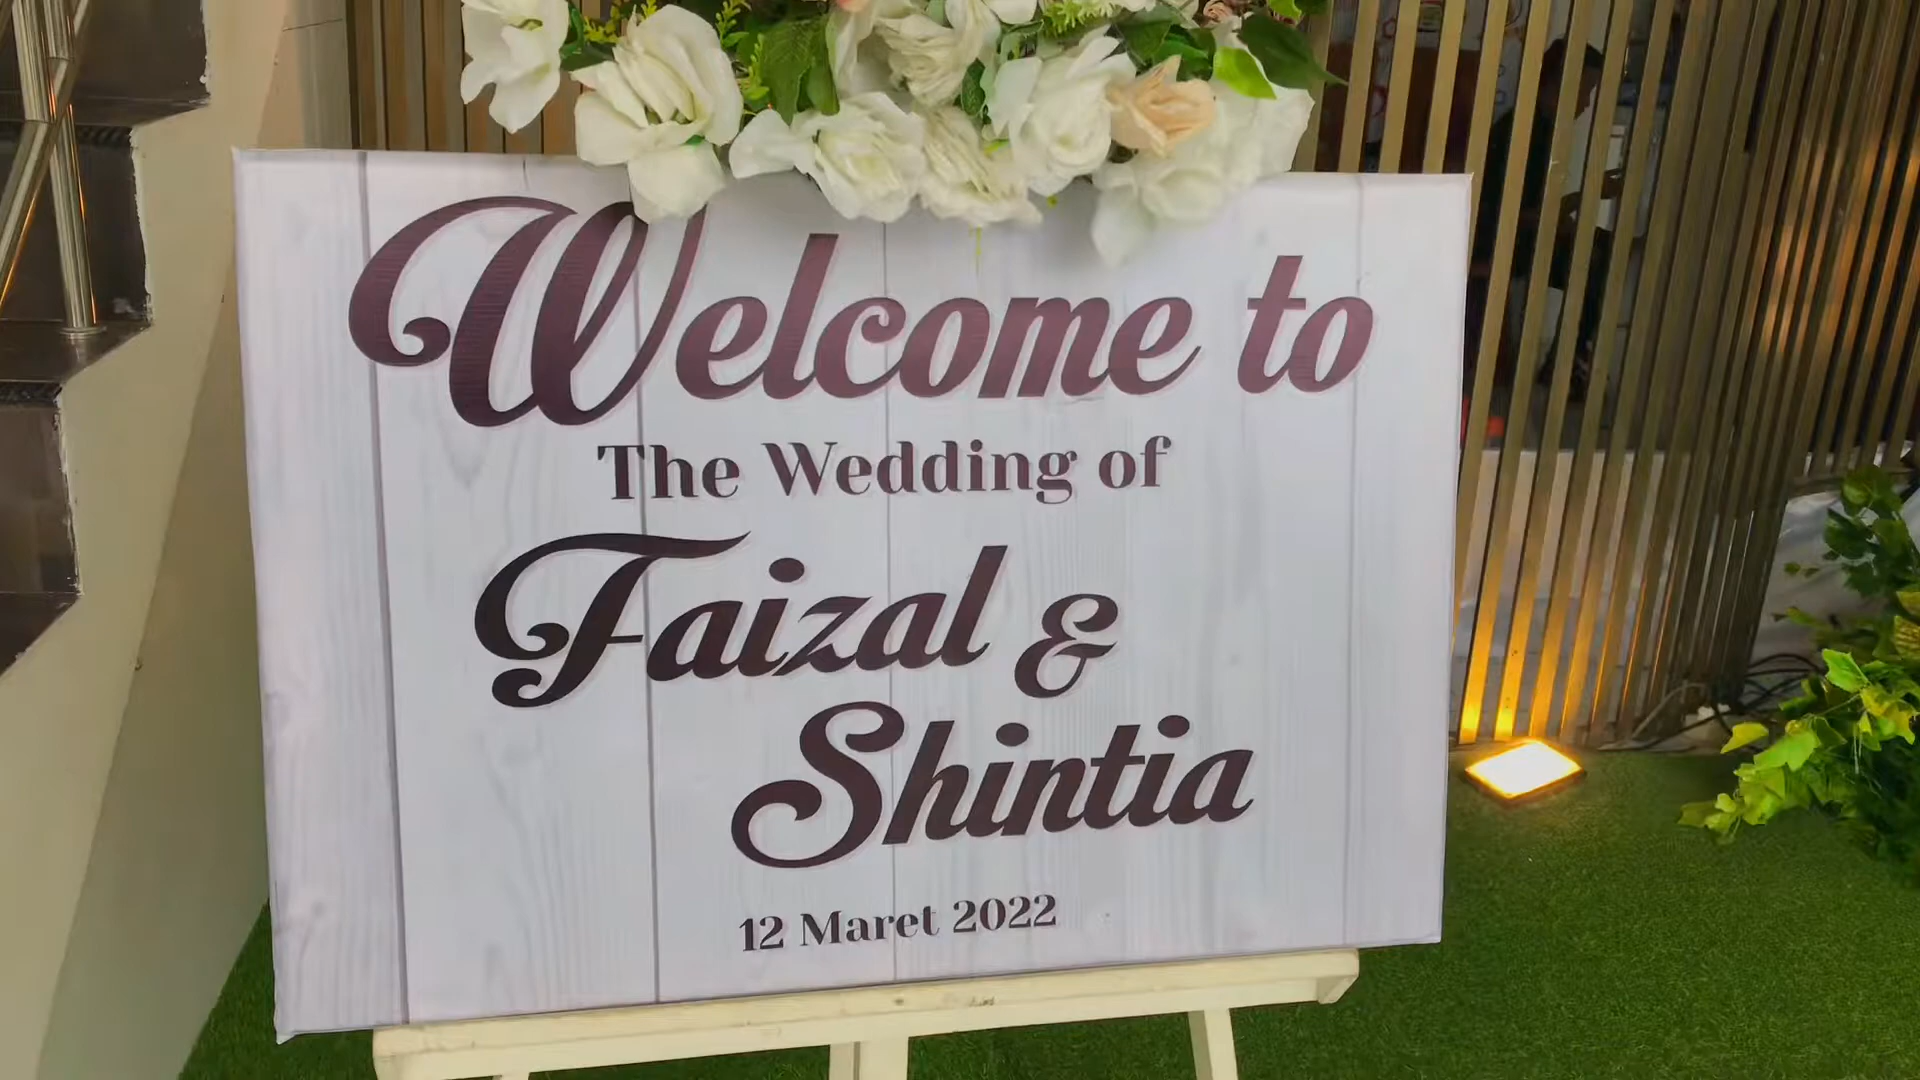 Welcome to
The Wedding of
Faizal &
Shintia
12 Maret 2022